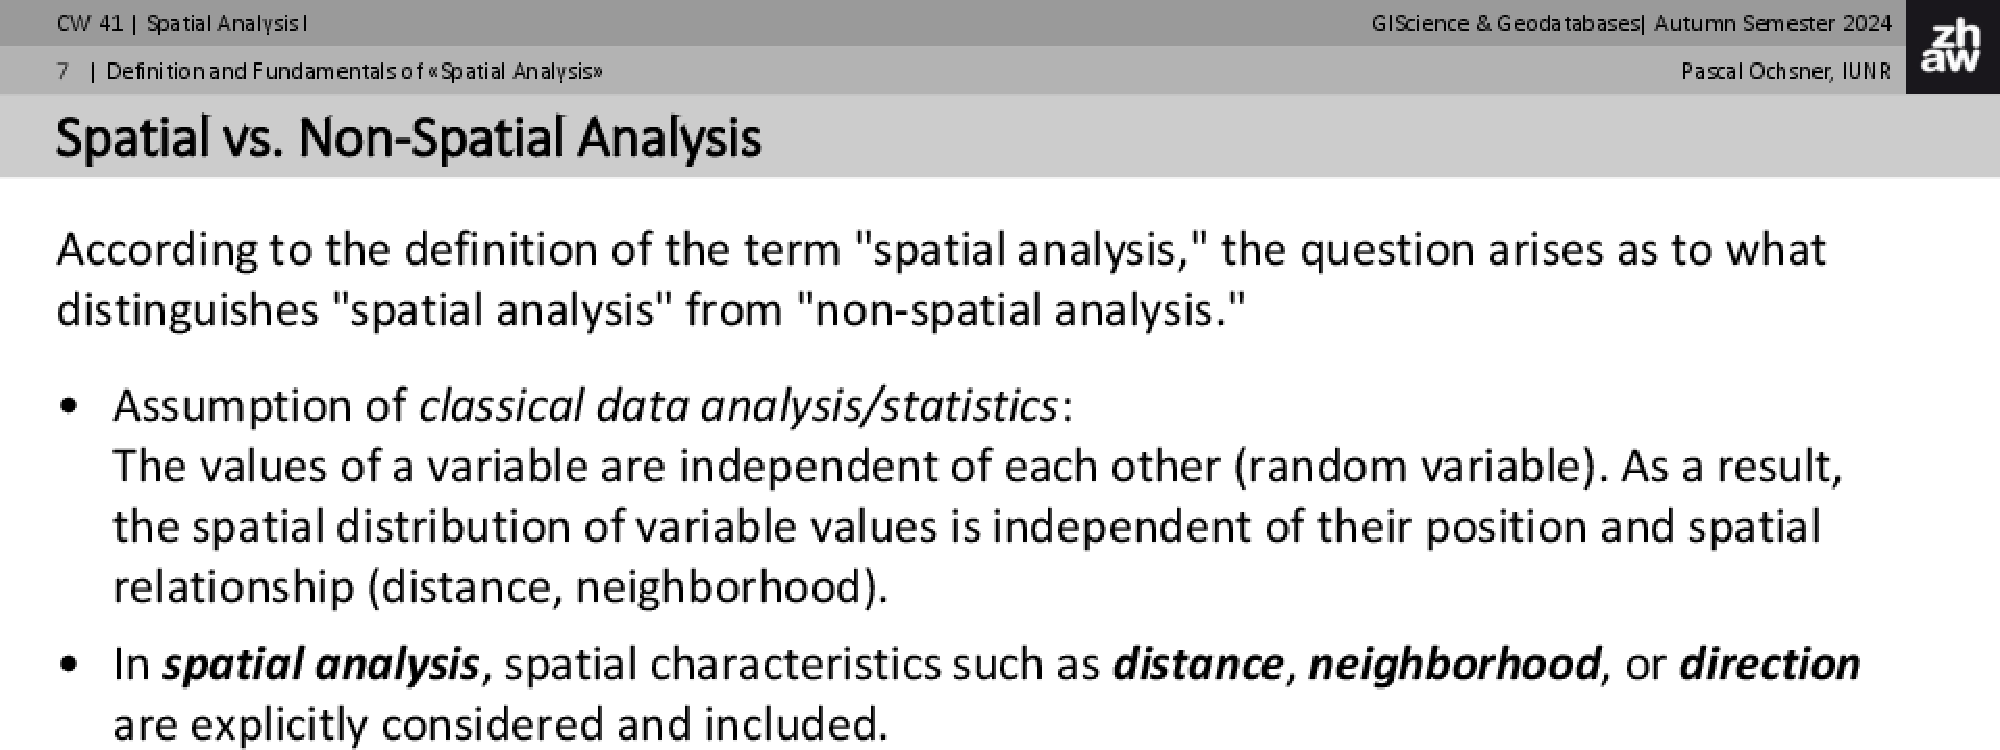 CW 41 | Spatial Analysis I
GIScience & Geodatabases| Autumn Semester 2024
zh
aw
7 | Definition and Fundamentals of «Spatial Analysis»
Pascal Ochsner, IUNR
Spatial vs. Non-Spatial Analysis
According to the definition of the term "spatial analysis," the question arises as to what
distinguishes "spatial analysis" from "non-spatial analysis."
• Assumption of classical data analysis/statistics:
The values of a variable are independent of each other (random variable). As a result,
the spatial distribution of variable values is independent of their position and spatial
relationship (distance, neighborhood).
• In spatial analysis, spatial characteristics such as distance, neighborhood, or direction
are explicitly considered and included.